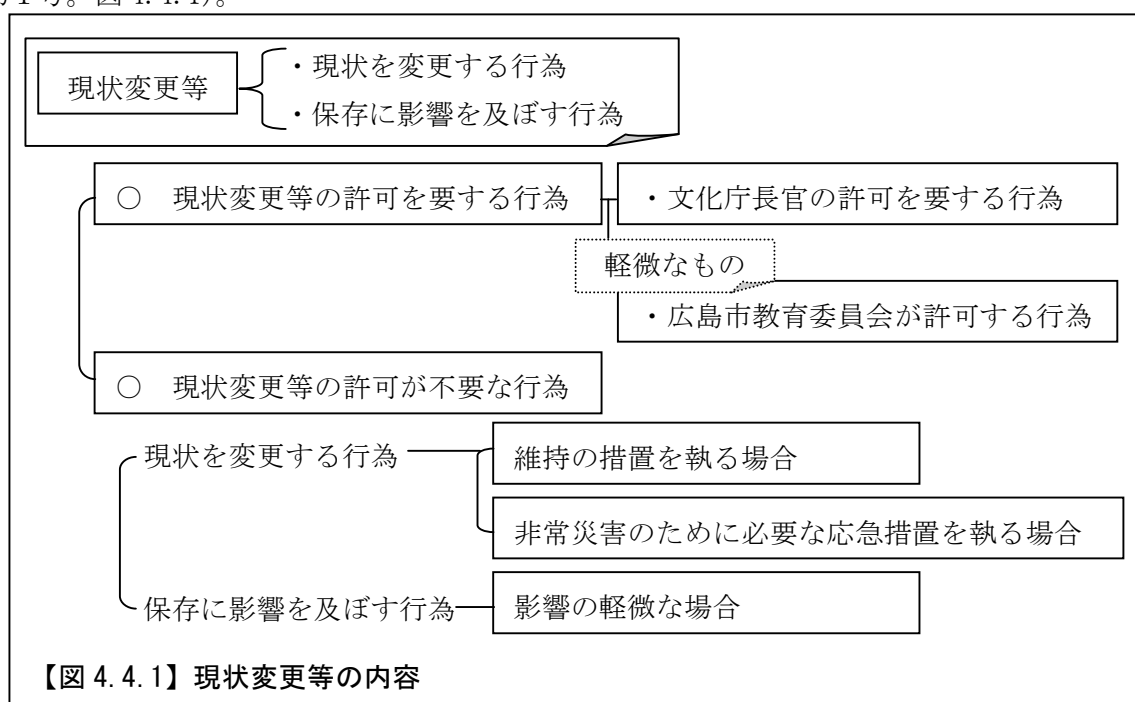 ・現状を変更する行為
現状変更等
・保存に影響を及ぼす行為
○ 現状変更等の許可を要する行為
・文化庁長官の許可を要する行為
軽微なもの
・広島市教育委員会が許可する行為
○ 現状変更等の許可が不要な行為
現状を変更する行為
維持の措置を執る場合
非常災害のために必要な応急措置を執る場合
保存に影響を及ぼす行為
影響の軽微な場合
【図 4.4.1】現状変更等の内容